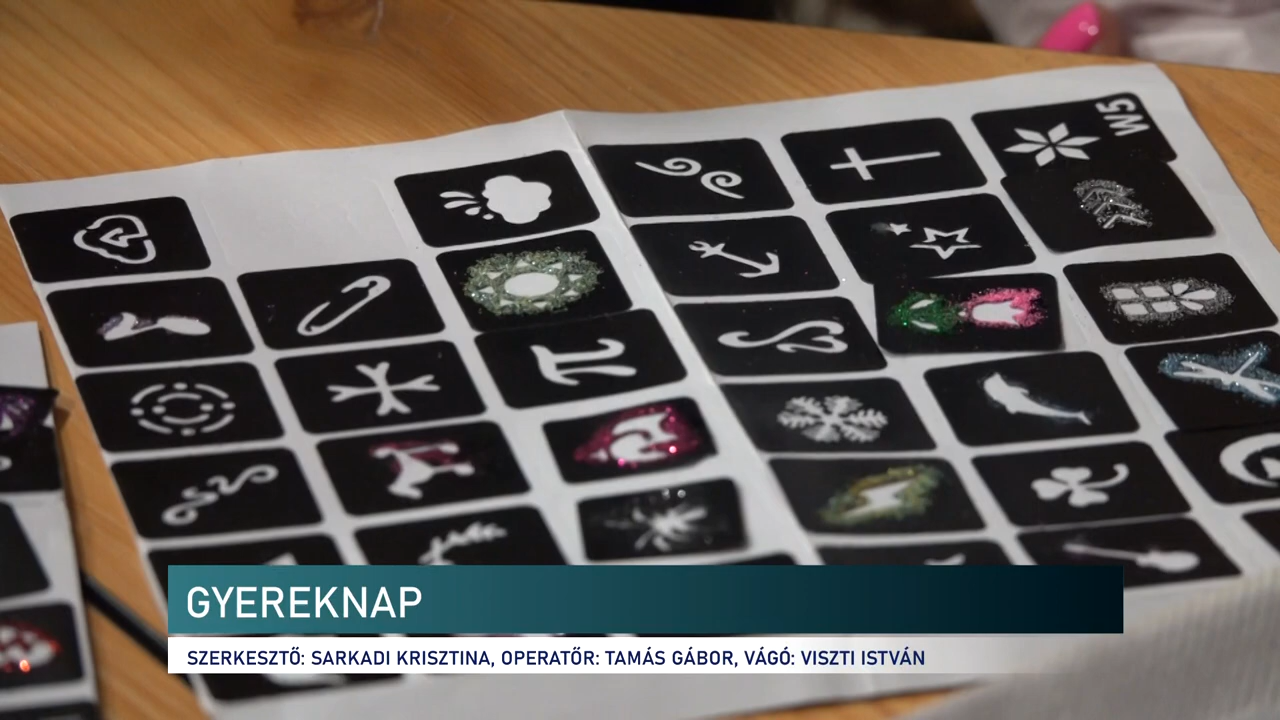 W5
GYEREKNAP
SZERKESZTŐ: SARKADI KRISZTINA, OPERATŐR: TAMÁS GÁBOR, VÁGÓ: VISZTI ISTVÁN